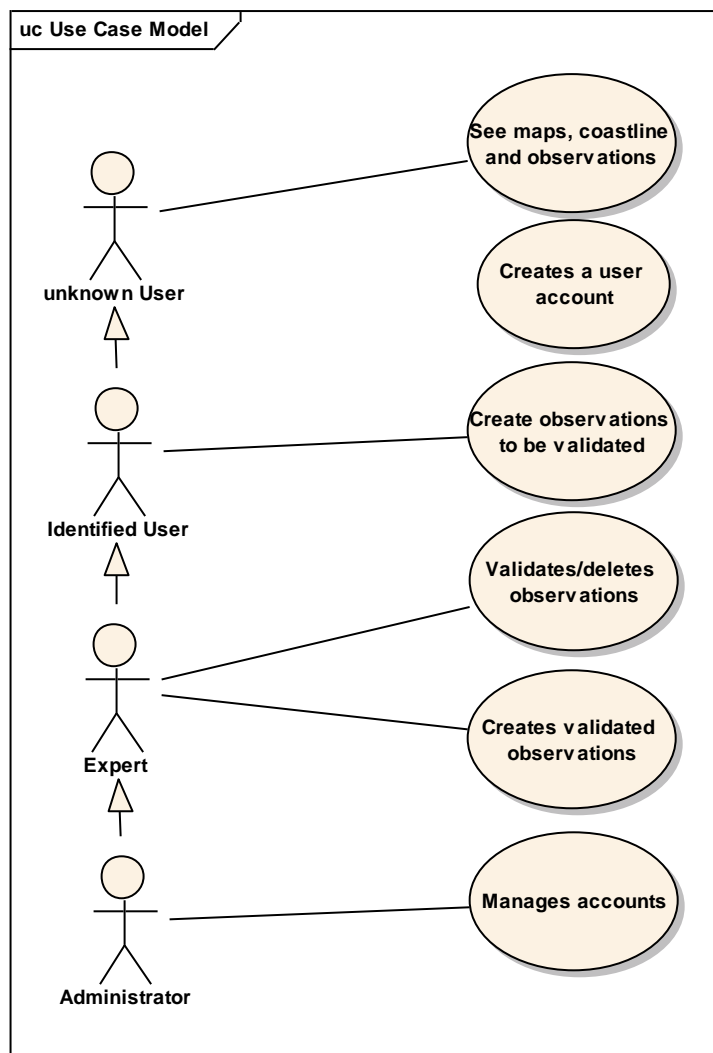 uc Use Case Model
See maps, coastline
and observations
unknown User
Creates a user
account
Create observations
to be validated
Identified User
Validates/deletes
observations
Expert
Creates validated
observations
Manages accounts
Administrator